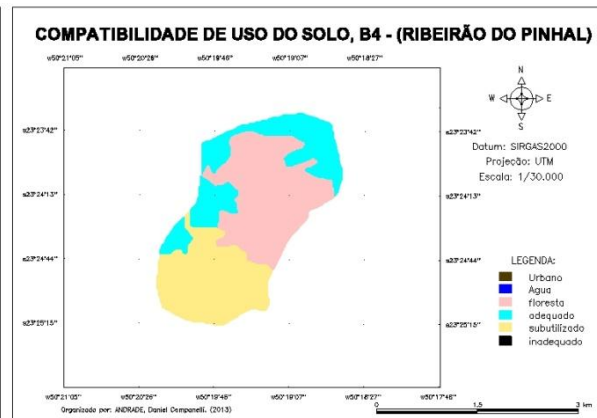 COMPATIBILIDADE DE USO DO SOLO, B4 - (RIBEIRÃO DO PINHAL)
w50°21'05'' w50°20'26'' w50°19'46'' w50°19'07'' w50°18'27''
N
W E
S
s23°23'42'' s23°23'42''
Datum: SIRGAS2000
Projeção: UTM
Escala: 1/30.000
s23°24'13'' s23°24'13''
s23°24'44'' s23°24'44''
LEGENDA:
Urbano
Agua
floresta
adequado
subutilizado
inadequado
s23°25'15'' s23°25'15''
w50°21'05'' w50°20'26'' w50°19'46'' w50°19'07'' w50°18'27'' w50°17'48''
Organizado por: ANDRADE, Daniel Campanelli. (2013)
0 1,5 3 km